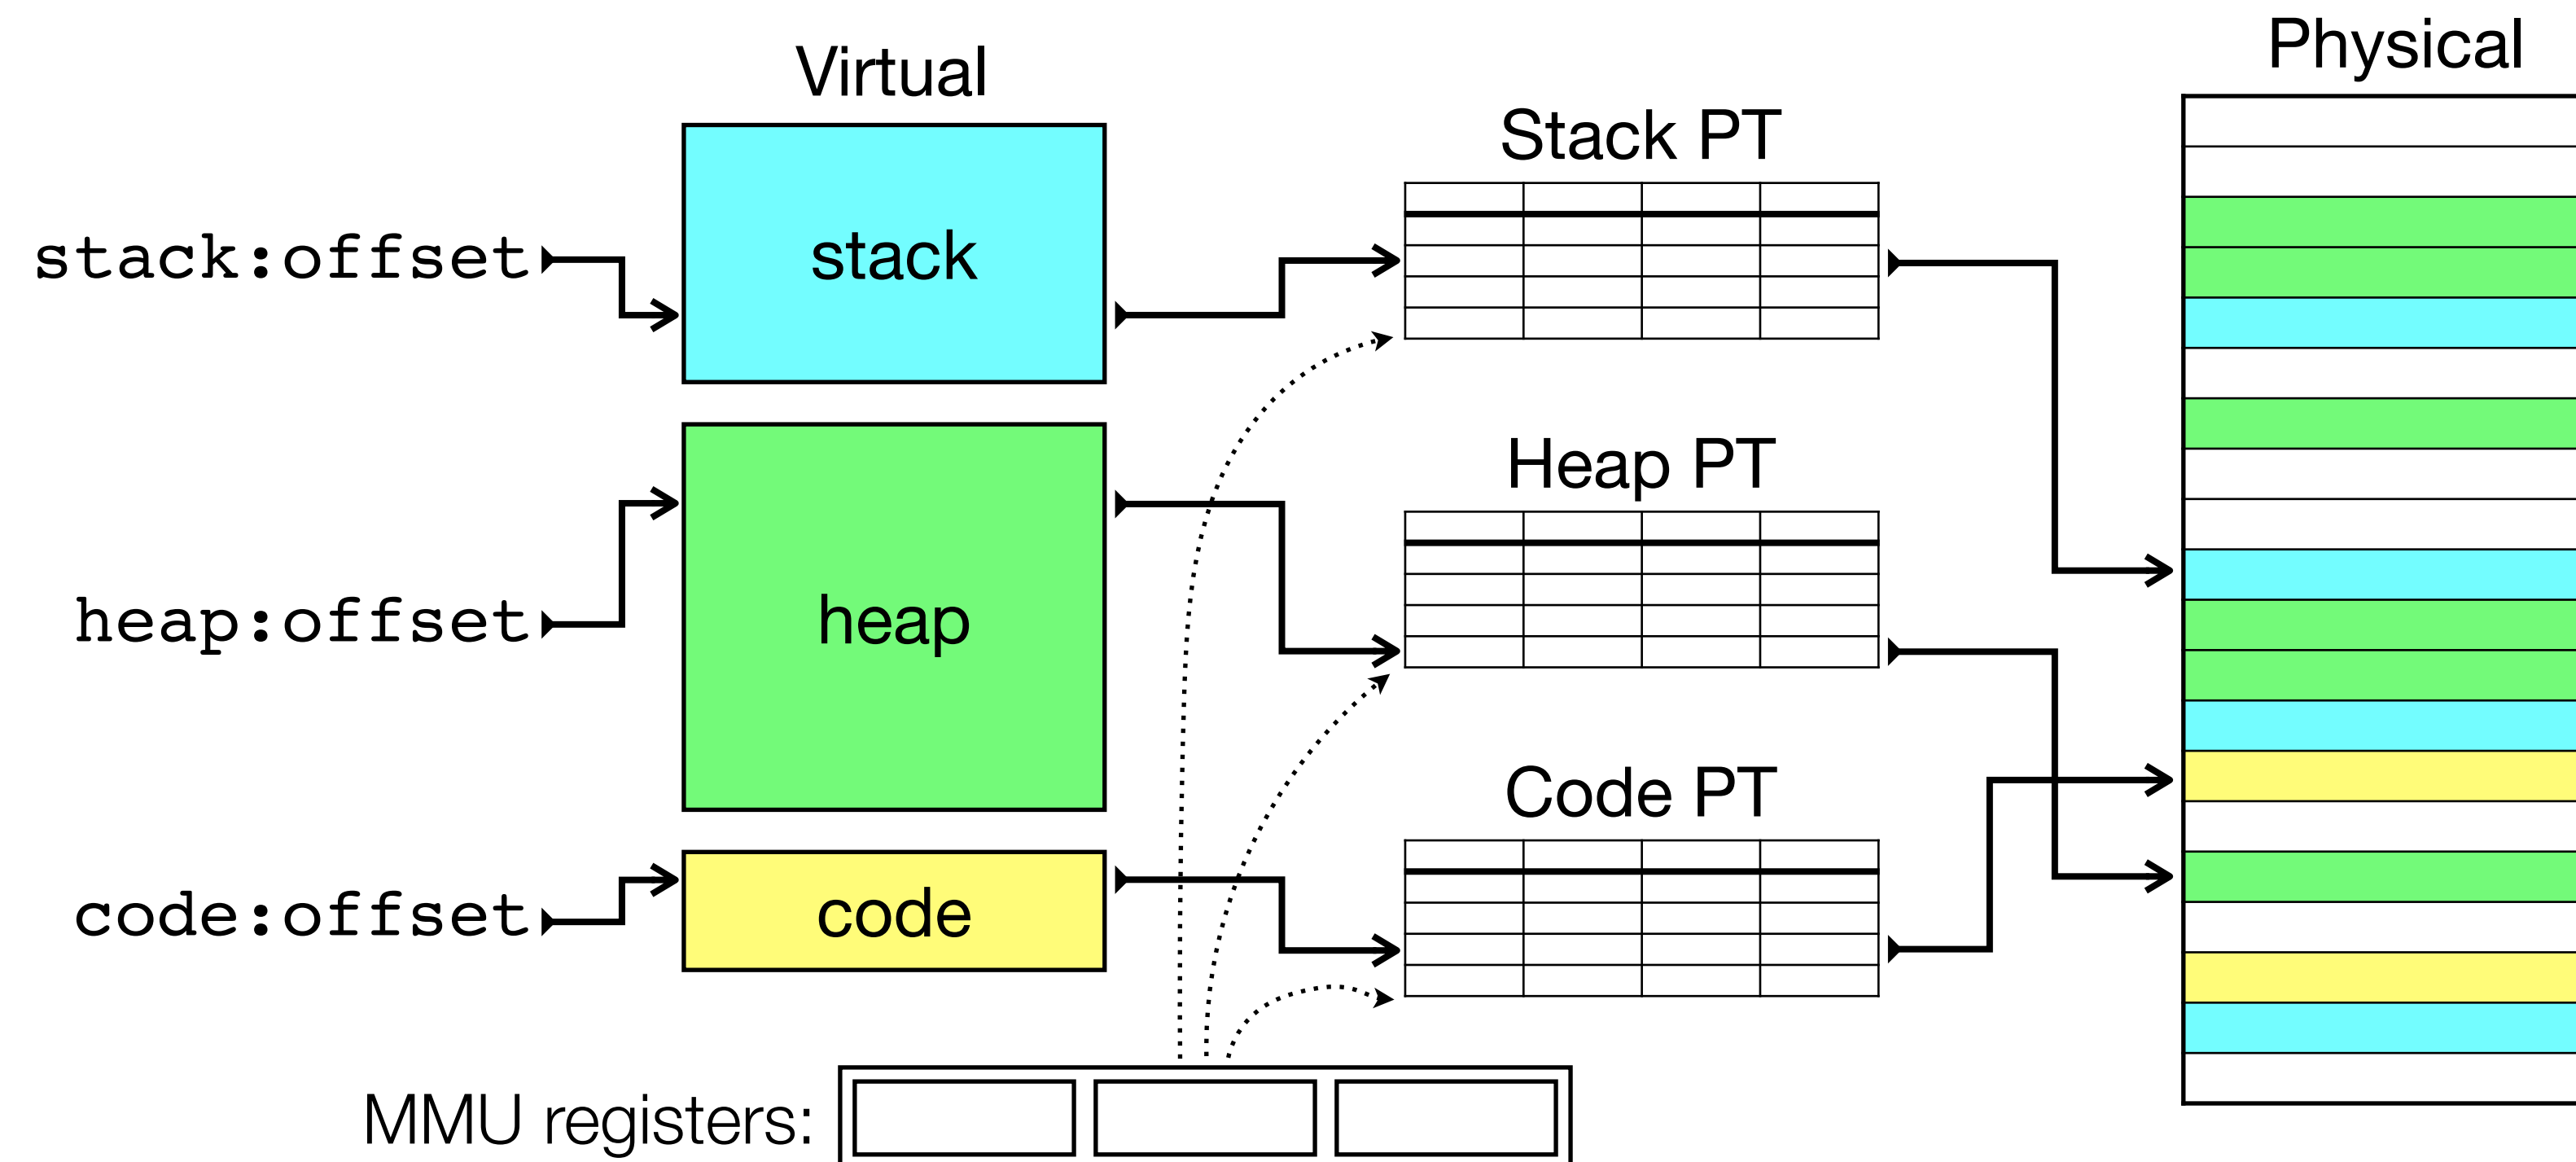 Virtual
Physical
Stack PT
stack:offset
stack
Heap PT
heap:offset
heap
Code PT
code:offset
code
MMU registers: